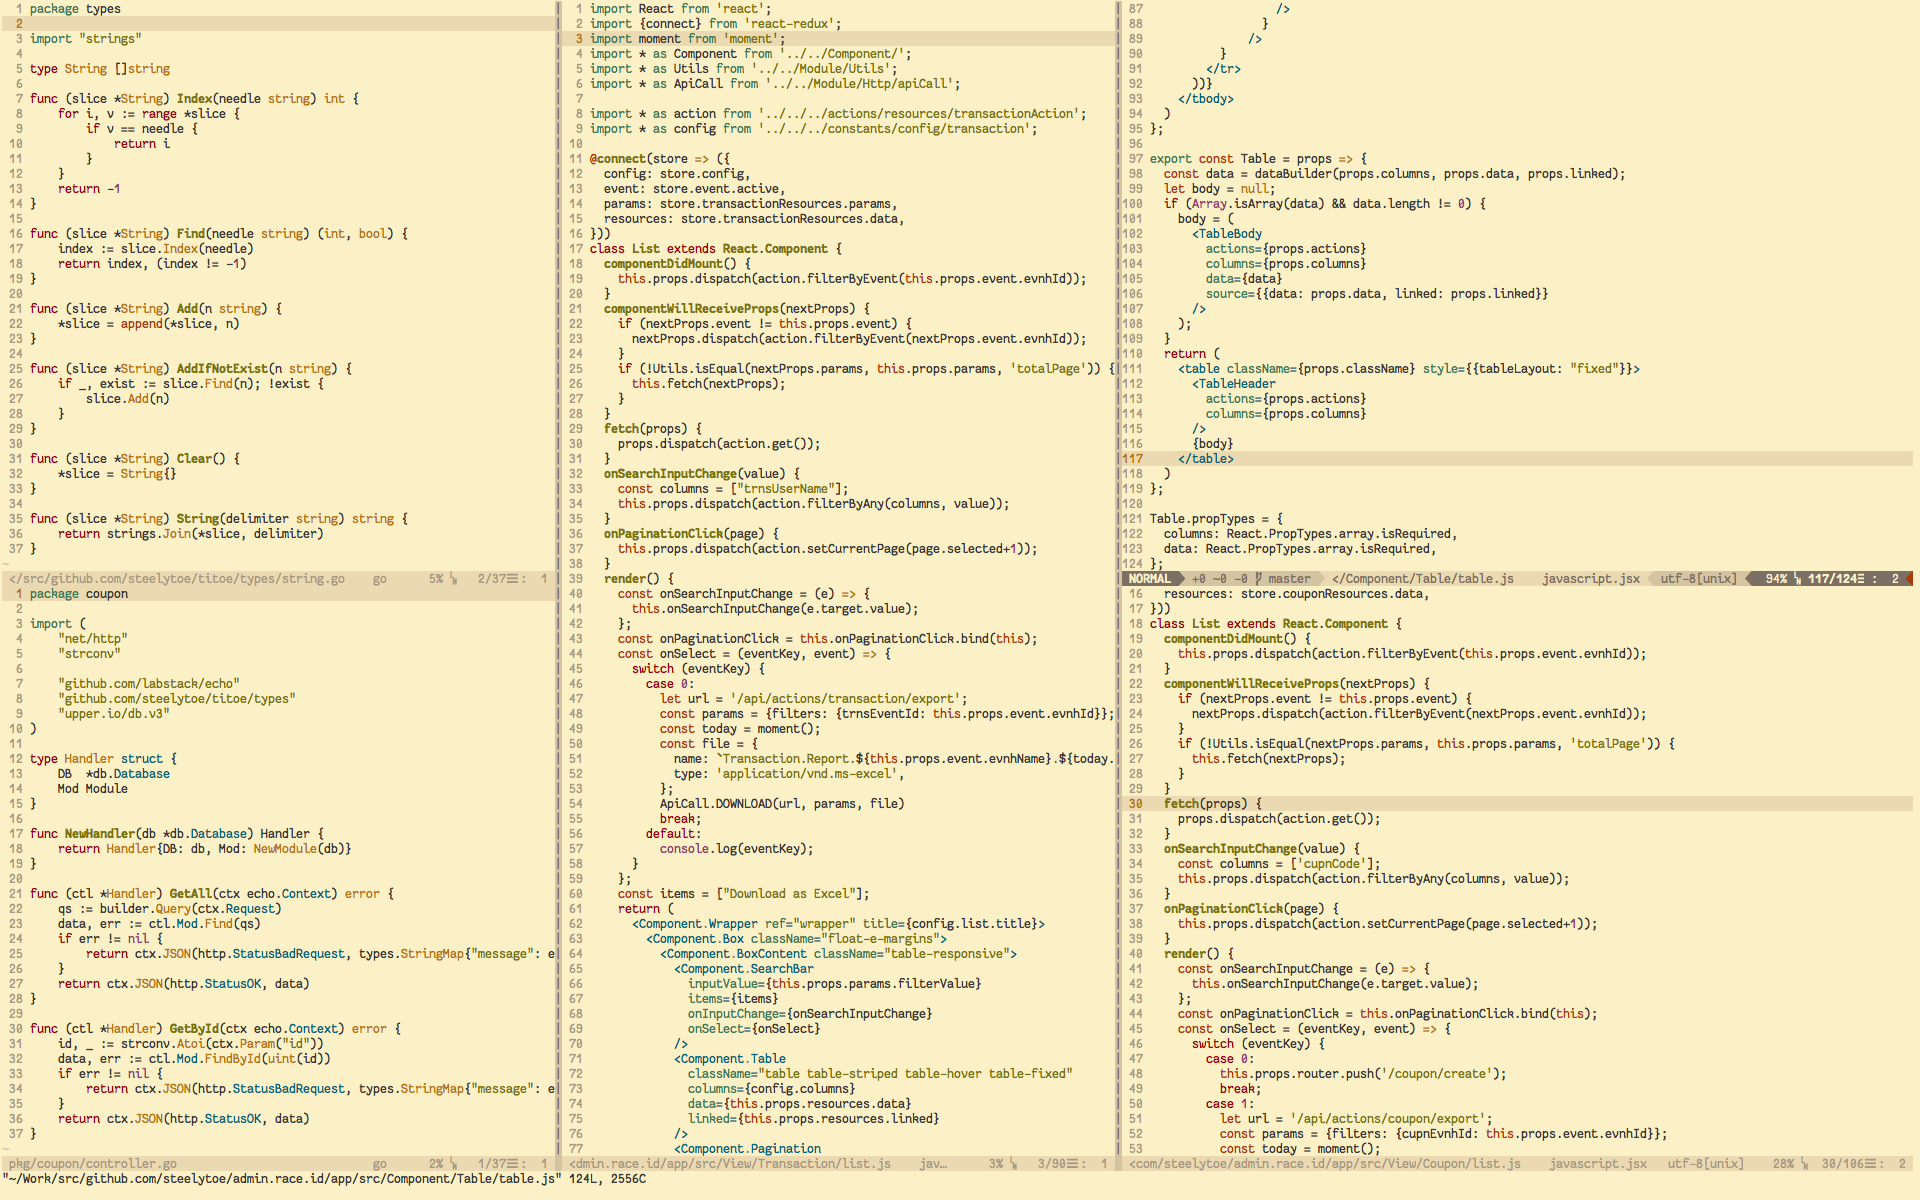 1 package types
2
3 import "strings"
4
5 type String []string
6
7 func (slice *String) Index(needle string) int {
8     for i, v := range *slice {
9         if v == needle {
10             return i
11         }
12     }
13     return -1
14 }
15
16 func (slice *String) Find(needle string) (int, bool) {
17     index := slice.Index(needle)
18     return index, (index != -1)
19 }
20
21 func (slice *String) Add(n string) {
22     *slice = append(*slice, n)
23 }
24
25 func (slice *String) AddIfNotExist(n string) {
26     if _, exist := slice.Find(n); !exist {
27         slice.Add(n)
28     }
29 }
30
31 func (slice *String) Clear() {
32     *slice = String{}
33 }
34
35 func (slice *String) String(delimiter string) string {
36     return strings.Join(*slice, delimiter)
37 }
~
</src/github.com/steelytoe/titoe/types/string.go go 5% ␤ 2/37☰: 1
1 package coupon
2
3 import (
4     "net/http"
5     "strconv"
6
7     "github.com/labstack/echo"
8     "github.com/steelytoe/titoe/types"
9     "upper.io/db.v3"
10 )
11
12 type Handler struct {
13     DB  *db.Database
14     Mod Module
15 }
16
17 func NewHandler(db *db.Database) Handler {
18     return Handler{DB: db, Mod: NewModule(db)}
19 }
20
21 func (ctl *Handler) GetAll(ctx echo.Context) error {
22     qs := builder.Query(ctx.Request)
23     data, err := ctl.Mod.Find(qs)
24     if err != nil {
25         return ctx.JSON(http.StatusBadRequest, types.StringMap{"message": e
26     }
27     return ctx.JSON(http.StatusOK, data)
28 }
29
30 func (ctl *Handler) GetById(ctx echo.Context) error {
31     id, _ := strconv.Atoi(ctx.Param("id"))
32     data, err := ctl.Mod.FindById(uint(id))
33     if err != nil {
34         return ctx.JSON(http.StatusBadRequest, types.StringMap{"message": e
35     }
36     return ctx.JSON(http.StatusOK, data)
37 }
~
pkg/coupon/controller.go go 2% ␤ 1/37☰: 1
1 import React from 'react';
2 import {connect} from 'react-redux';
3 import moment from 'moment';
4 import * as Component from '../../Component/';
5 import * as Utils from '../../Module/Utils';
6 import * as ApiCall from '../../Module/Http/apiCall';
7
8 import * as action from '../../../actions/resources/transactionAction';
9 import * as config from '../../../constants/config/transaction';
10
11 @connect(store => ({
12   config: store.config,
13   event: store.event.active,
14   params: store.transactionResources.params,
15   resources: store.transactionResources.data,
16 }))
17 class List extends React.Component {
18   componentDidMount() {
19     this.props.dispatch(action.filterByEvent(this.props.event.evnhId));
20   }
21   componentWillReceiveProps(nextProps) {
22     if (nextProps.event != this.props.event) {
23       nextProps.dispatch(action.filterByEvent(nextProps.event.evnhId));
24     }
25     if (!Utils.isEqual(nextProps.params, this.params, 'totalPage')) {
26       this.fetch(nextProps);
27     }
28   }
29   fetch(props) {
30     props.dispatch(action.get());
31   }
32   onSearchInputChange(value) {
33     const columns = ["trnsUserName"];
34     this.props.dispatch(action.filterByAny(columns, value));
35   }
36   onPaginationClick(page) {
37     this.props.dispatch(action.setCurrentPage(page.selected+1));
38   }
39   render() {
40     const onSearchInputChange = (e) => {
41       this.onSearchInputChange(e.target.value);
42     };
43     const onPaginationClick = this.onPaginationClick.bind(this);
44     const onSelect = (eventKey, event) => {
45       switch (eventKey) {
46         case 0:
47           let url = '/api/actions/transaction/export';
48           const params = {filters: {trnsEventId: this.props.event.evnhId}};
49           const today = moment();
50           const file = {
51             name: `Transaction.Report.${this.props.event.evnhName}.${today.
52             type: 'application/vnd.ms-excel',
53           };
54           ApiCall.DOWNLOAD(url, params, file)
55           break;
56         default:
57           console.log(eventKey);
58       }
59     };
60     const items = ["Download as Excel"];
61     return (
62       <Component.Wrapper ref="wrapper" title={config.list.title}>
63         <Component.Box className="float-e-margins">
64           <Component.BoxContent className="table-responsive">
65             <Component.SearchBar
66               inputValue={this.props.params.filterValue}
67               items={items}
68               onInputChange={onSearchInputChange}
69               onSelect={onSelect}
70             />
71             <Component.Table
72               className="table table-striped table-hover table-fixed"
73               columns={config.columns}
74               data={this.props.resources.data}
75               linked={this.props.resources.linked}
76             />
77             <Component.Pagination
<dmin.race.id/app/src/View/Transaction/list.js jav… 3% ␤ 3/90☰: 1
87                   />
88                 }
89               />
90           }
91         </tr>
92       ))}
93     </tbody>
94   )
95 };
96
97 export const Table = props => {
98   const data = dataBuilder(props.columns, props.data, props.linked);
99   let body = null;
100   if (Array.isArray(data) && data.length != 0) {
101     body = (
102       <TableBody
103         actions={props.actions}
104         columns={props.columns}
105         data={data}
106         source={{data: props.data, linked: props.linked}}
107       />
108     );
109   }
110   return (
111     <table className={props.className} style={{tableLayout: "fixed"}}>
112       <TableHeader
113         actions={props.actions}
114         columns={props.columns}
115       />
116       {body}
117     </table>
118   )
119 };
120
121 Table.propTypes = {
122   columns: React.PropTypes.array.isRequired,
123   data: React.PropTypes.array.isRequired,
124 };
NORMAL +0 ~0 -0 master </Component/Table/table.js javascript.jsx utf-8[unix] 94% ␤ 117/124☰ : 2
16   resources: store.couponResources.data,
17 }))
18 class List extends React.Component {
19   componentDidMount() {
20     this.props.dispatch(action.filterByEvent(this.props.event.evnhId));
21   }
22   componentWillReceiveProps(nextProps) {
23     if (nextProps.event != this.props.event) {
24       nextProps.dispatch(action.filterByEvent(nextProps.event.evnhId));
25     }
26     if (!Utils.isEqual(nextProps.params, this.props.params, 'totalPage')) {
27       this.fetch(nextProps);
28     }
29   }
30   fetch(props) {
31     props.dispatch(action.get());
32   }
33   onSearchInputChange(value) {
34     const columns = ['cupnCode'];
35     this.props.dispatch(action.filterByAny(columns, value));
36   }
37   onPaginationClick(page) {
38     this.props.dispatch(action.setCurrentPage(page.selected+1));
39   }
40   render() {
41     const onSearchInputChange = (e) => {
42       this.onSearchInputChange(e.target.value);
43     };
44     const onPaginationClick = this.onPaginationClick.bind(this);
45     const onSelect = (eventKey, event) => {
46       switch (eventKey) {
47         case 0:
48           this.props.router.push('/coupon/create');
49           break;
50         case 1:
51           let url = '/api/actions/coupon/export';
52           const params = {filters: {cupnEvnhId: this.props.event.evnhId}};
53           const today = moment();
<com/steelytoe/admin.race.id/app/src/View/Coupon/list.js javascript.jsx utf-8[unix] 28% ␤ 30/106☰: 2
"~/Work/src/github.com/steelytoe/admin.race.id/app/src/Component/Table/table.js" 124L, 2556C